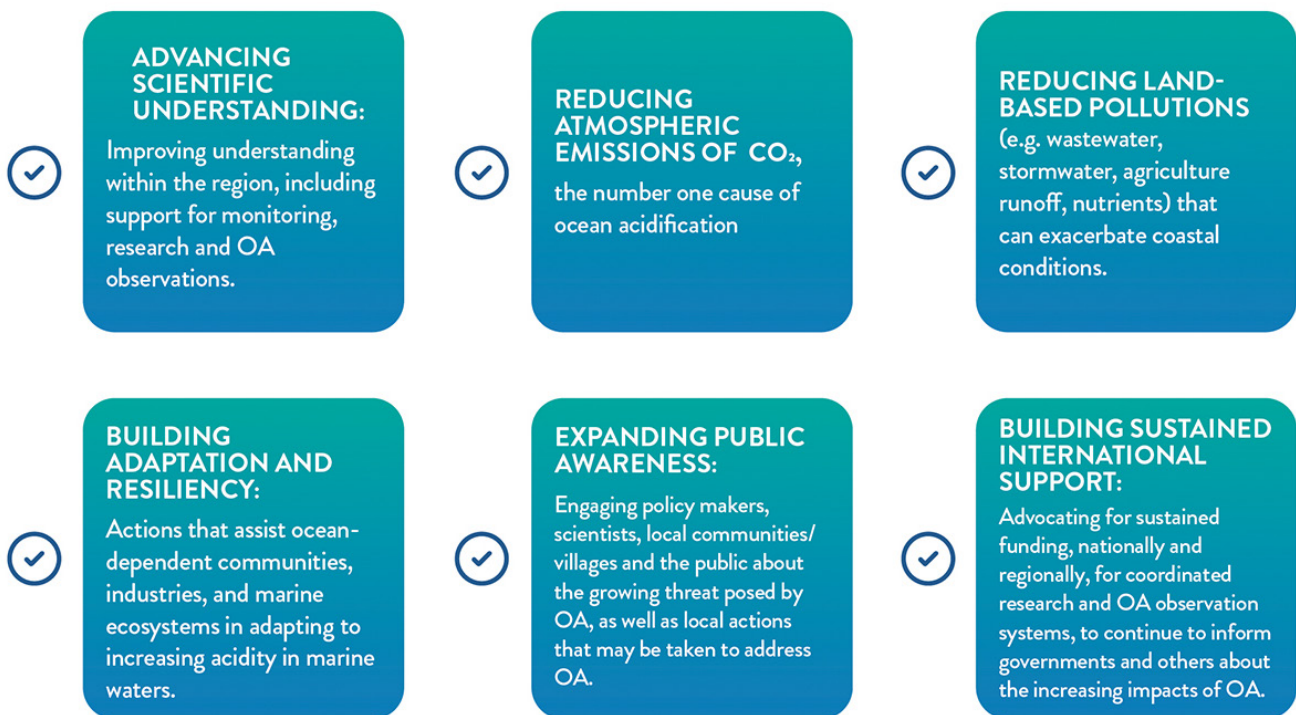 ADVANCING
SCIENTIFIC
UNDERSTANDING:
Improving understanding
within the region, including
support for monitoring,
research and OA
observations.
REDUCING
ATMOSPHERIC
EMISSIONS OF CO₂,
the number one cause of
ocean acidification
REDUCING LAND-
BASED POLLUTIONS
(e.g. wastewater,
stormwater, agriculture
runoff, nutrients) that
can exacerbate coastal
conditions.
BUILDING
ADAPTATION AND
RESILIENCY:
Actions that assist ocean-
dependent communities,
industries, and marine
ecosystems in adapting to
increasing acidity in marine
waters.
EXPANDING PUBLIC
AWARENESS:
Engaging policy makers,
scientists, local communities/
villages and the public about
the growing threat posed by
OA, as well as local actions
that may be taken to address
OA.
BUILDING SUSTAINED
INTERNATIONAL
SUPPORT:
Advocating for sustained
funding, nationally and
regionally, for coordinated
research and OA observation
systems, to continue to inform
governments and others about
the increasing impacts of OA.